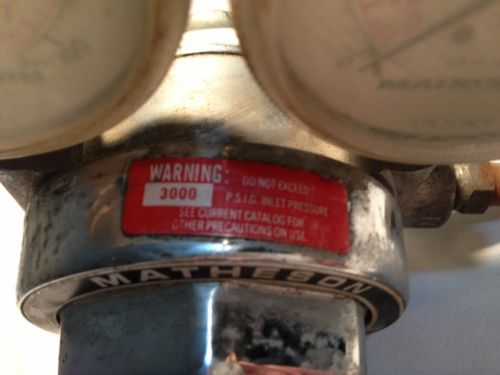 WARNING: DO NOT EXCEED
3000 P.S.I.G. INLET PRESSURE
SEE CURRENT CATALOG FOR
OTHER PRECAUTIONS ON USE.
MATHESON